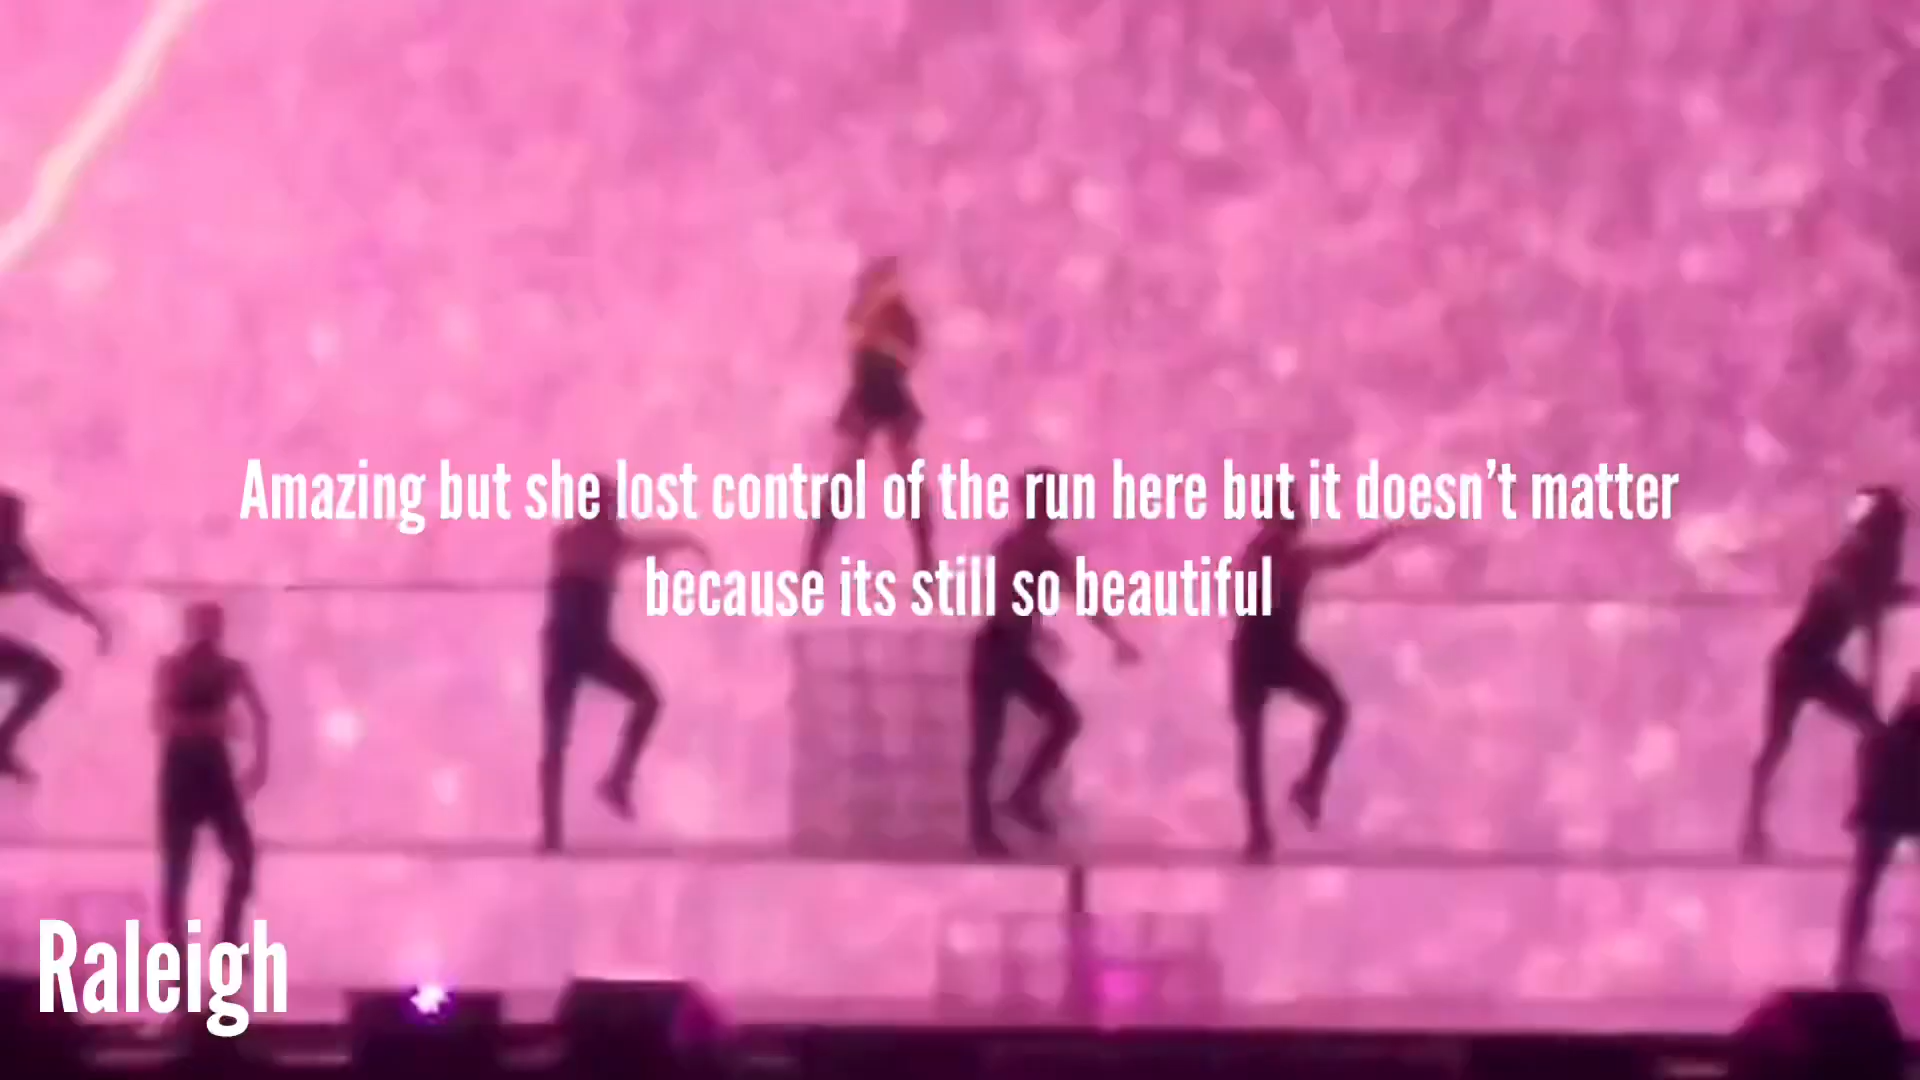 Amazing but she lost control of the run here but it doesn’t matter
because its still so beautiful
Raleigh